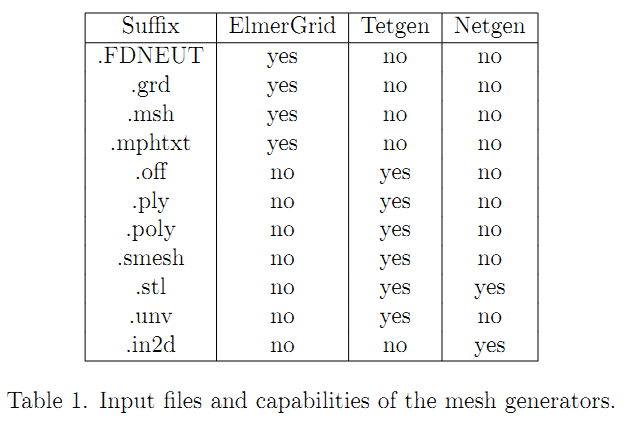 Suffix ElmerGrid Tetgen Netgen
.FDNEUT yes no no
.grd yes no no
.msh yes no no
.mphtxt yes no no
.off no yes no
.ply no yes no
.poly no yes no
.smesh no yes no
.stl no yes yes
.unv no yes no
.in2d no no yes
Table 1. Input files and capabilities of the mesh generators.